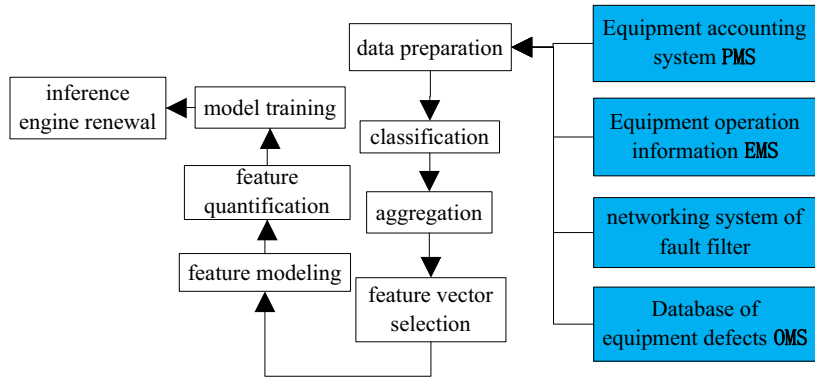 data preparation
Equipment accounting
system PMS
inference
engine renewal
model training
classification
Equipment operation
information EMS
feature
quantification
aggregation
networking system of
fault filter
feature modeling
feature vector
selection
Database of
equipment defects OMS